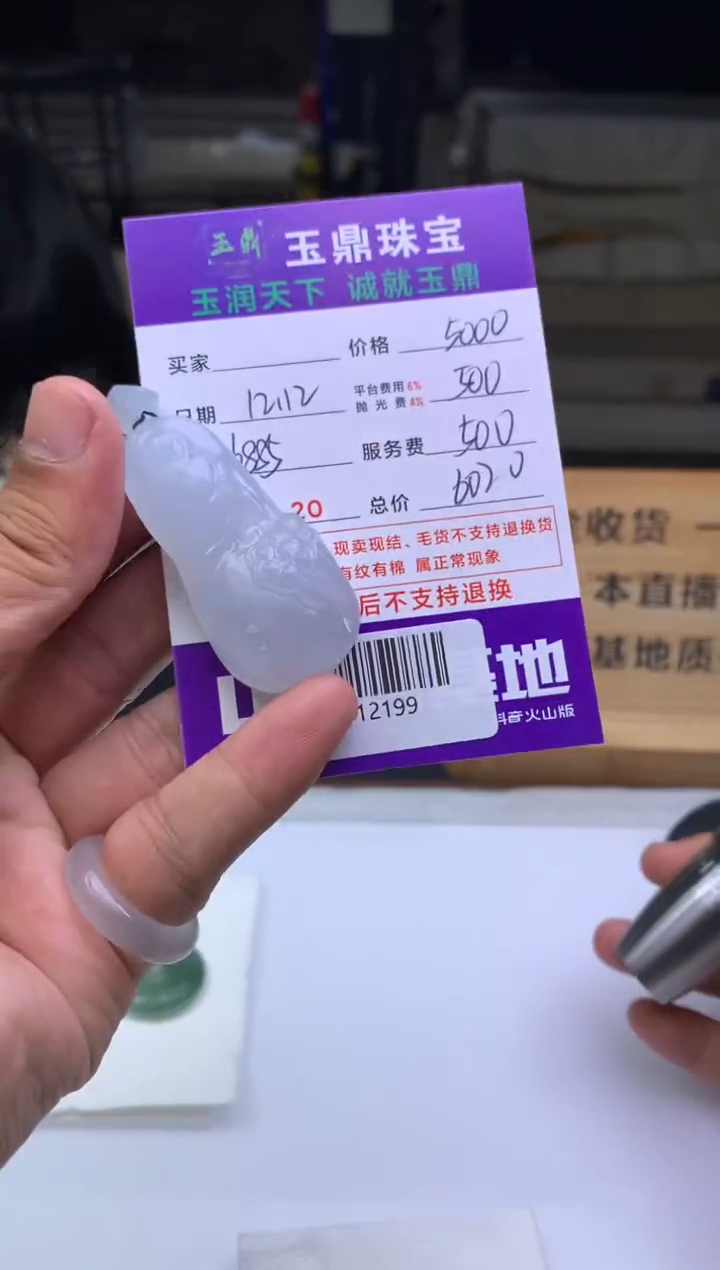 玉鼎 玉鼎珠宝
玉润天下 诚就玉鼎
买家 价格 5000
日期 12.12 平台费用6% 抛光费4% 500
6885 服务费 500
20 总价 6020
现卖现结、毛货不支持退换货
有纹有棉 属正常现象
后不支持退换
基地
抖音火山版
12199
验收货 一
本直播
基地质